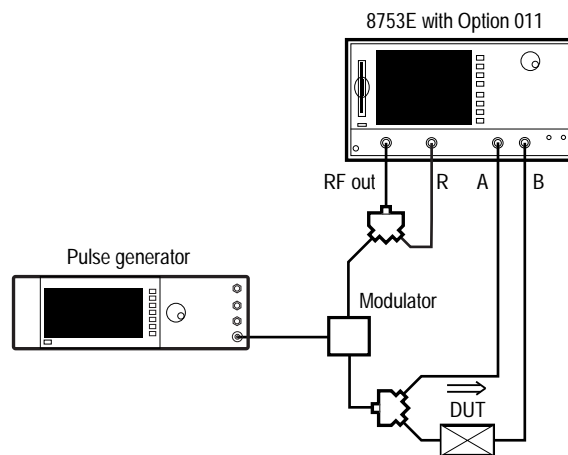 8753E with Option 011
RF out
R
A
B
Pulse generator
Modulator
DUT